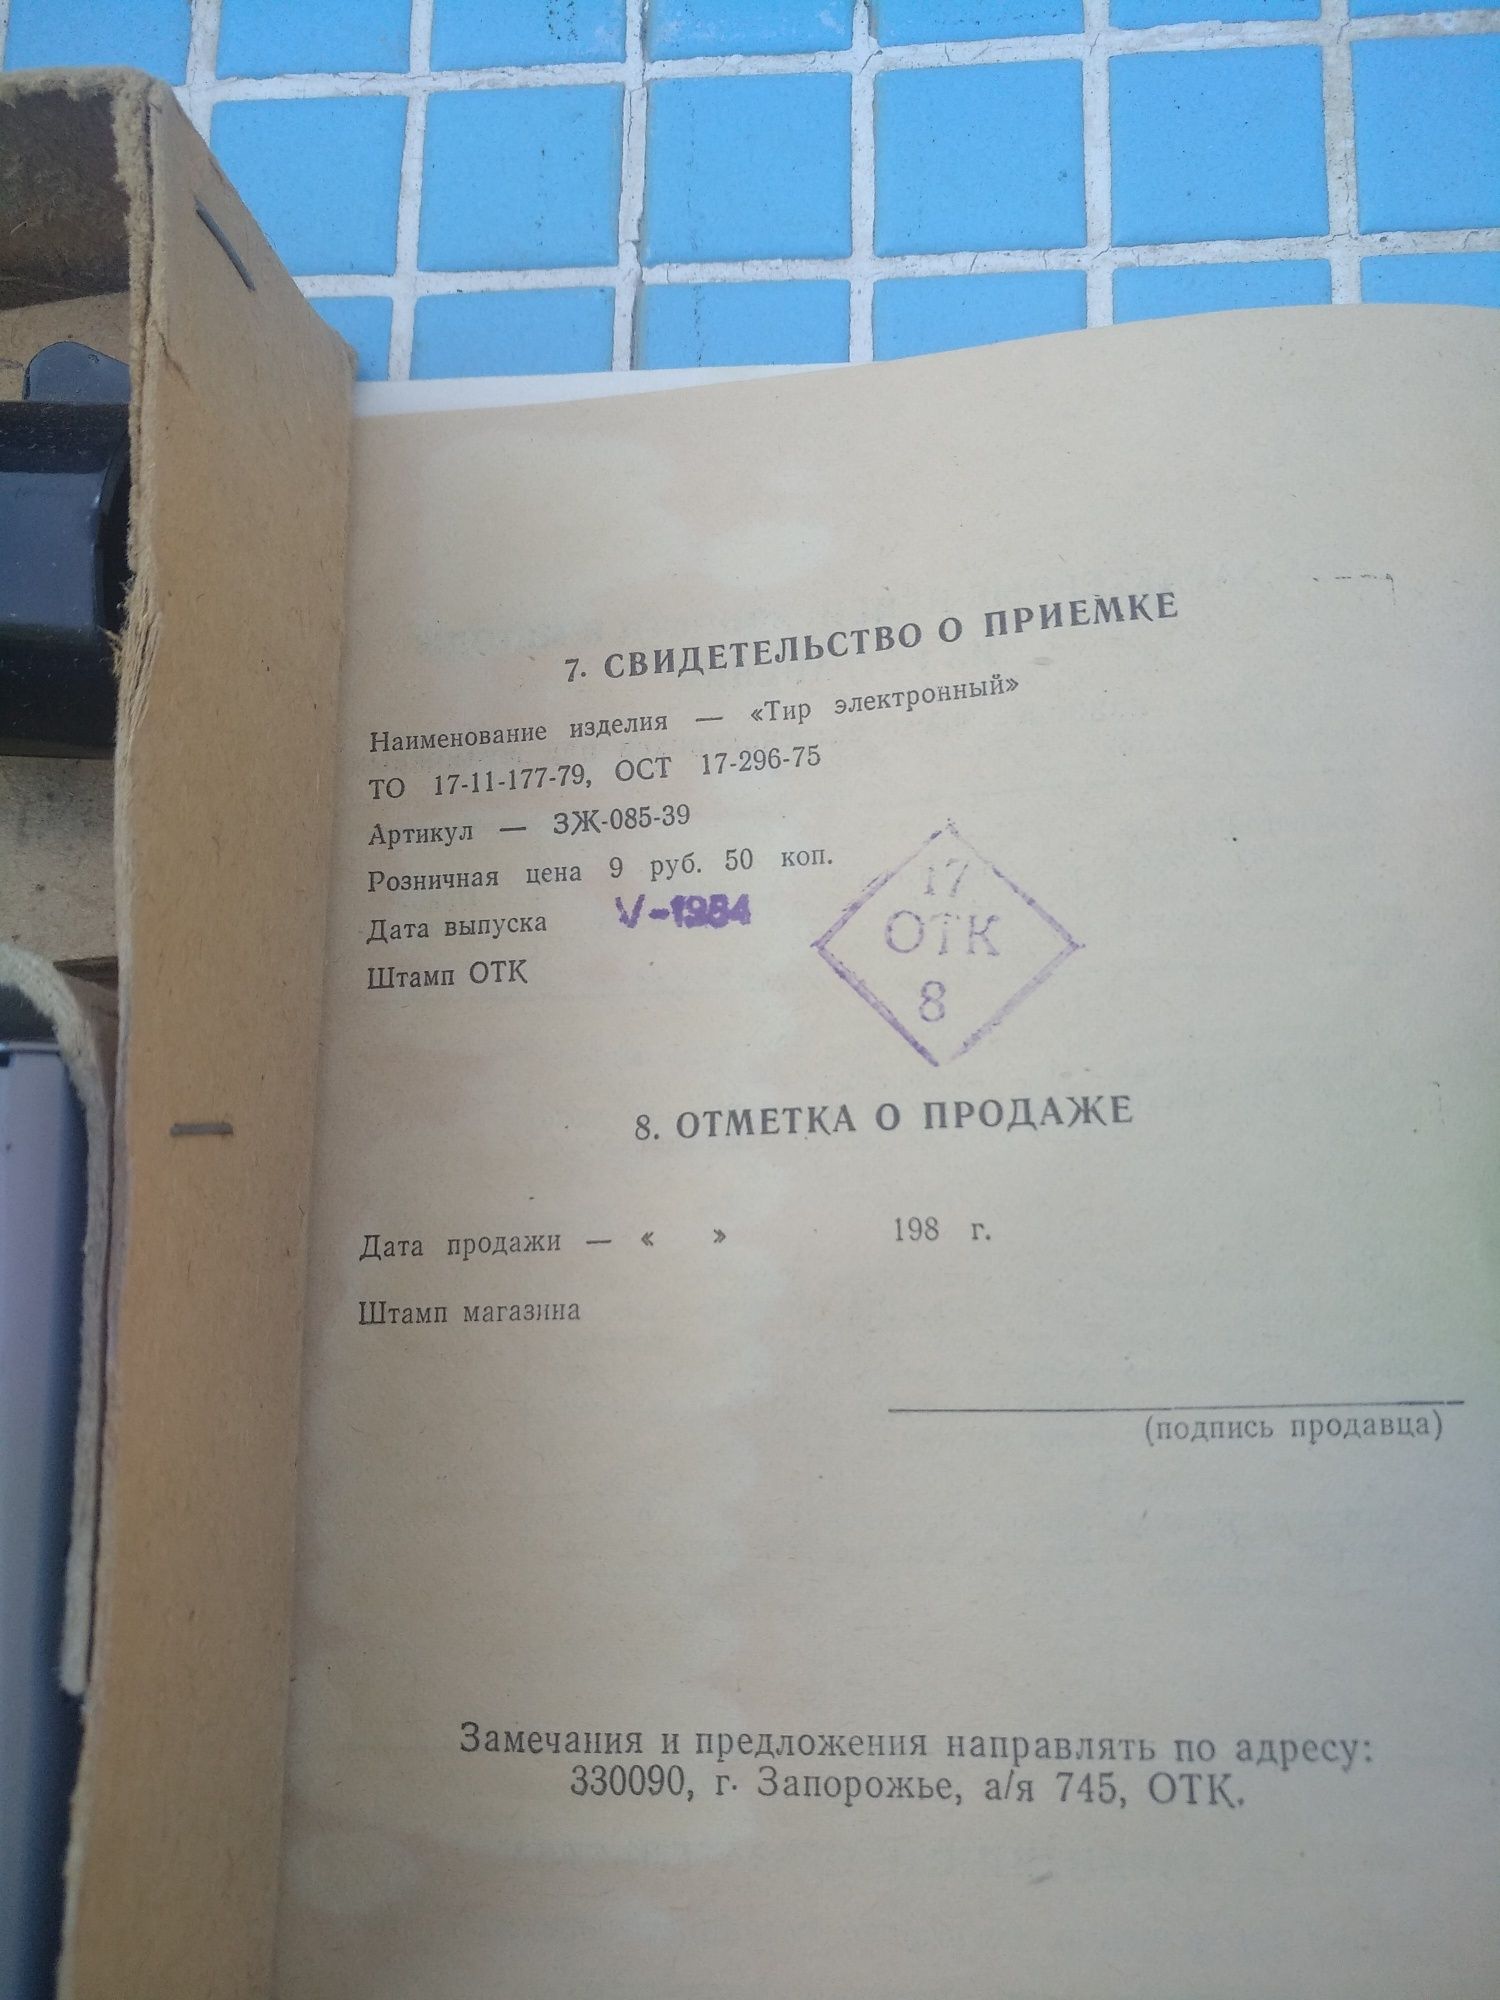 7. СВИДЕТЕЛЬСТВО О ПРИЕМКЕ
Наименование изделия — «Тир электронный»
ТО 17-11-177-79, ОСТ 17-296-75
Артикул — ЗЖ-085-39
Розничная цена 9 руб. 50 коп.
Дата выпуска V-1984
Штамп ОТК
17
ОТК
8
8. ОТМЕТКА О ПРОДАЖЕ
Дата продажи — « » 198 г.
Штамп магазина
(подпись продавца)
Замечания и предложения направлять по адресу:
330090, г. Запорожье, а/я 745, ОТК.